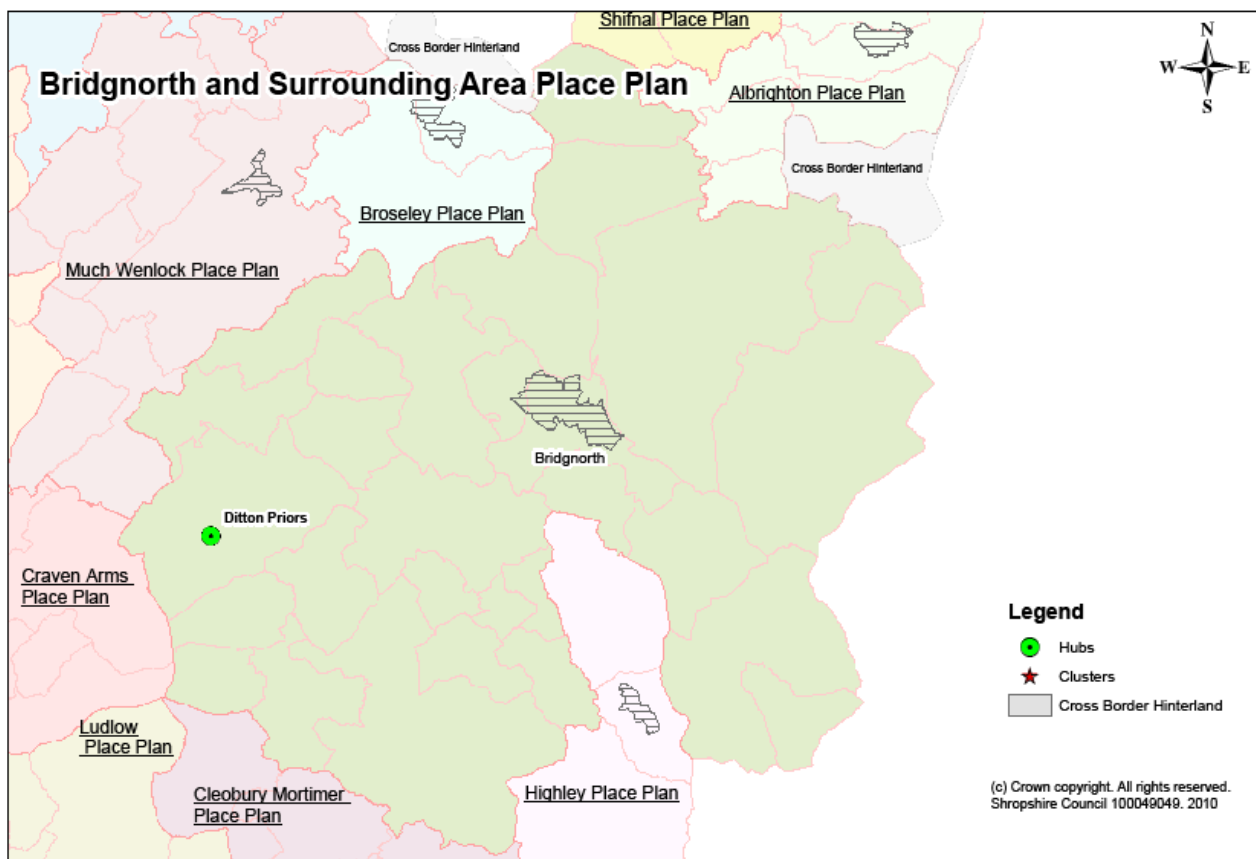 Shifnal Place Plan
Cross Border Hinterland
N
W E
S
Bridgnorth and Surrounding Area Place Plan
Albrighton Place Plan
Cross Border Hinterland
Broseley Place Plan
Much Wenlock Place Plan
Bridgnorth
Ditton Priors
Craven Arms
Place Plan
Legend
Hubs
Clusters
Cross Border Hinterland
Ludlow
Place Plan
Cleobury Mortimer
Place Plan
Highley Place Plan
(c) Crown copyright. All rights reserved.
Shropshire Council 100049049. 2010